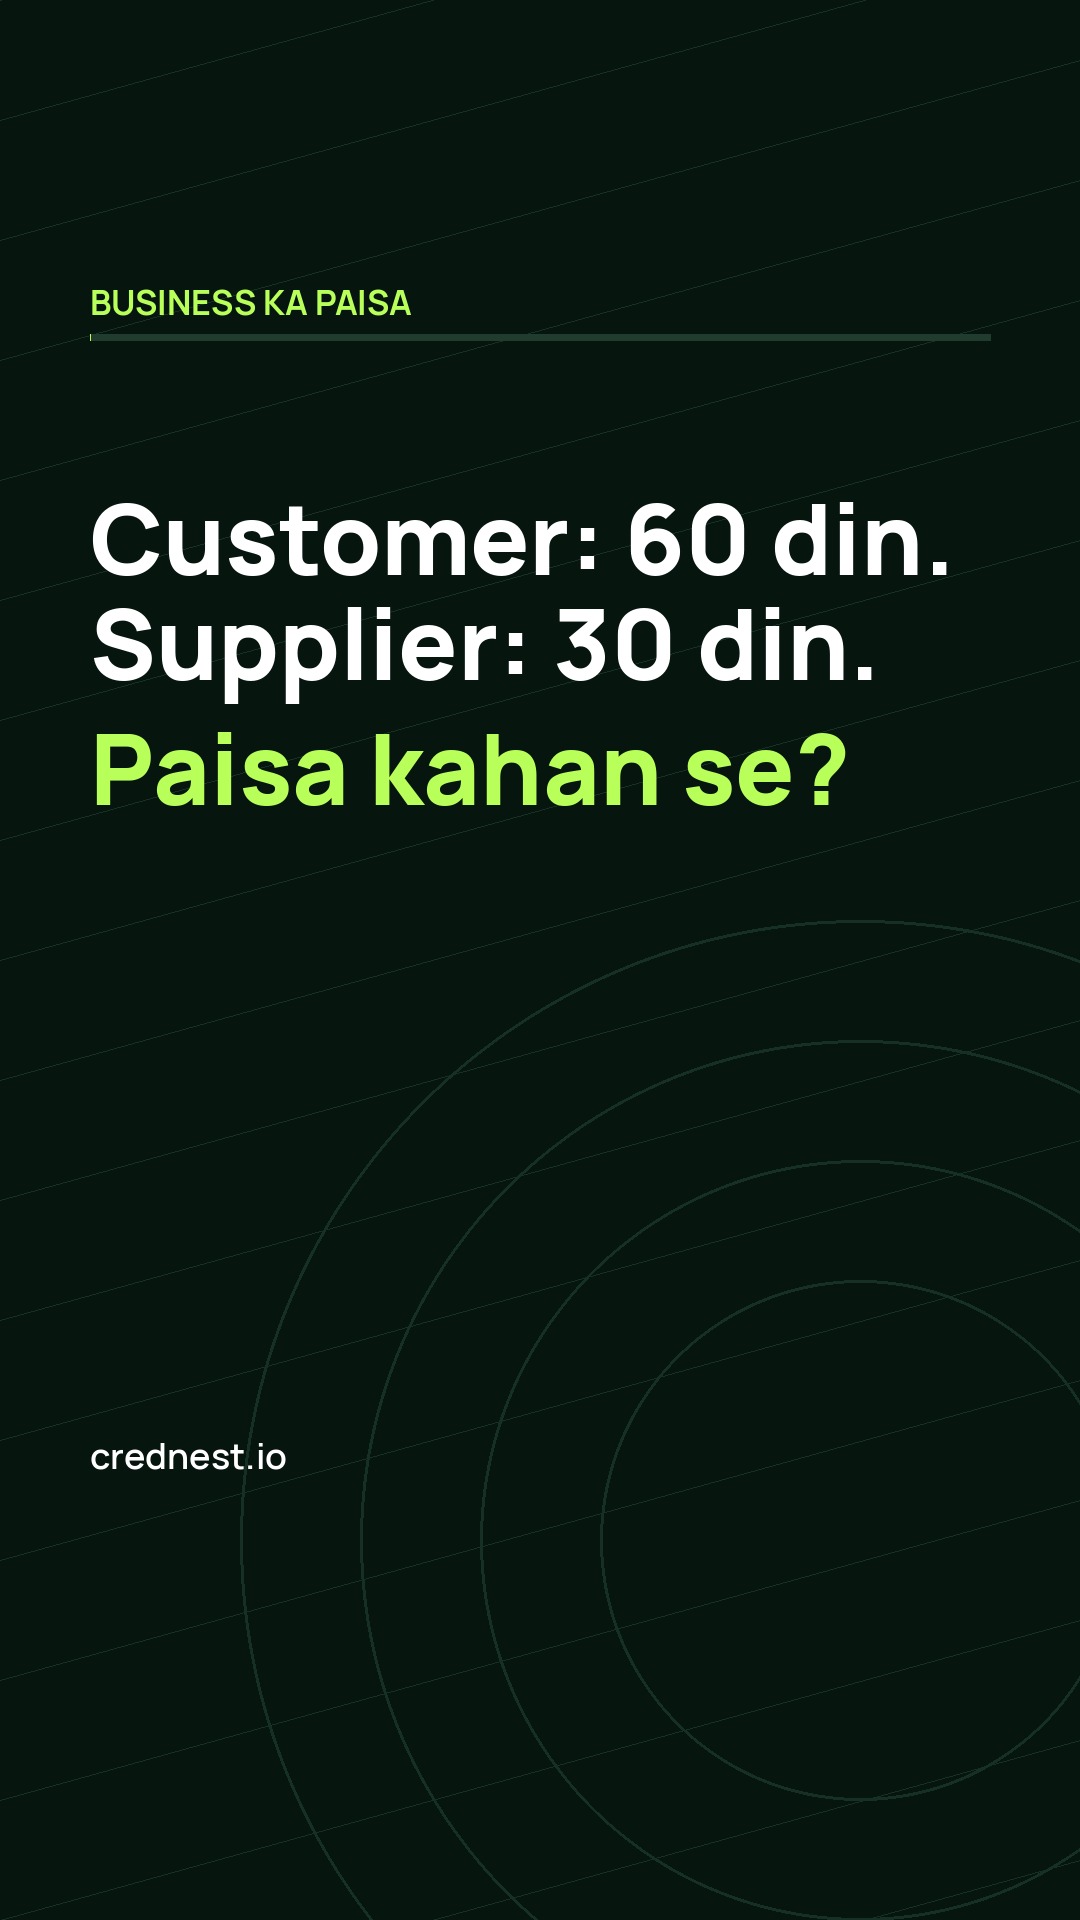 BUSINESS KA PAISA
Customer: 60 din.
Supplier: 30 din.
Paisa kahan se?
crednest.io